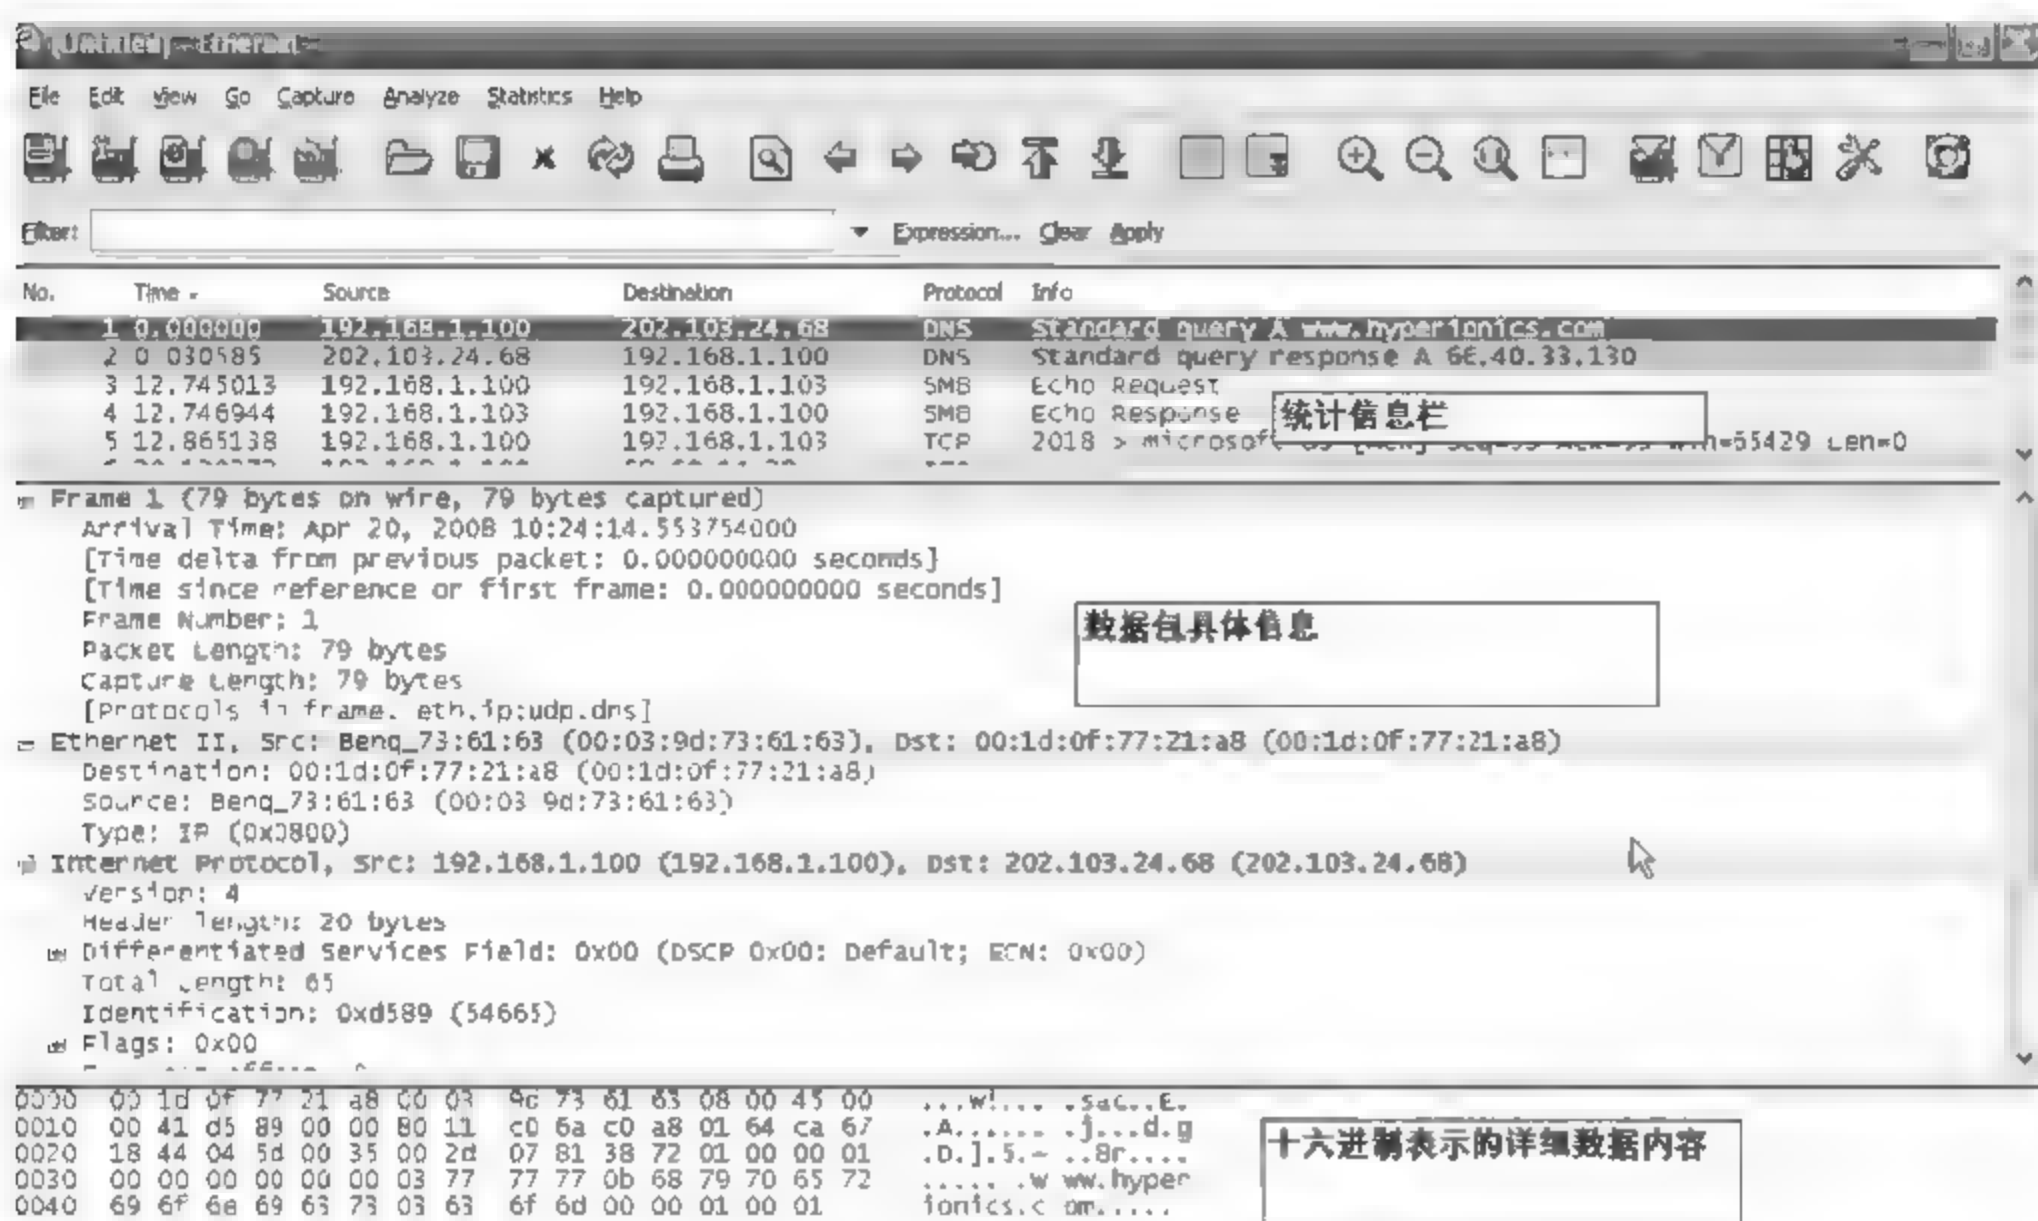 (Untitled) - Ethereal
File Edit View Go Capture Analyze Statistics Help
Filter: Expression... Clear Apply
No. Time Source Destination Protocol Info
1 0.000000 192.168.1.100 202.103.24.68 DNS Standard query A www.hyperionics.com
2 0.030585 202.103.24.68 192.168.1.100 DNS Standard query response A 66.40.33.130
3 12.745013 192.168.1.100 192.168.1.103 SMB Echo Request
4 12.746944 192.168.1.103 192.168.1.100 SMB Echo Response
统计信息栏
5 12.865138 192.168.1.100 192.168.1.103 TCP 2018 > microsoft Len=0
Frame 1 (79 bytes on wire, 79 bytes captured)
Arrival Time: Apr 20, 2008 10:24:14.553754000
[Time delta from previous packet: 0.000000000 seconds]
[Time since reference or first frame: 0.000000000 seconds]
Frame Number: 1
数据包具体信息
Packet Length: 79 bytes
Capture Length: 79 bytes
[Protocols in frame: eth:ip:udp:dns]
Ethernet II, Src: Benq_73:61:63 (00:03:9d:73:61:63), Dst: 00:1d:0f:77:21:a8 (00:1d:0f:77:21:a8)
Destination: 00:1d:0f:77:21:a8 (00:1d:0f:77:21:a8)
Source: Benq_73:61:63 (00:03:9d:73:61:63)
Type: IP (0x0800)
Internet Protocol, Src: 192.168.1.100 (192.168.1.100), Dst: 202.103.24.68 (202.103.24.68)
Version: 4
Header length: 20 bytes
Differentiated Services Field: 0x00 (DSCP 0x00: Default; ECN: 0x00)
Total Length: 65
Identification: 0xd589 (54665)
Flags: 0x00
0000 00 1d 0f 77 21 a8 00 03 9d 73 61 63 08 00 45 00 ...w!... .sac..E.
0010 00 41 d5 89 00 00 80 11 c0 6a c0 a8 01 64 ca 67 .A...... .j...d.g
十六进制表示的详细数据内容
0020 18 44 04 5d 00 35 00 2d 07 81 38 72 01 00 00 01 .D.].5.- ..8r....
0030 00 00 00 00 00 00 03 77 77 77 0b 68 79 70 65 72 .......w ww.hyper
0040 69 6f 6e 69 63 73 03 63 6f 6d 00 00 01 00 01 ionics.c om.....